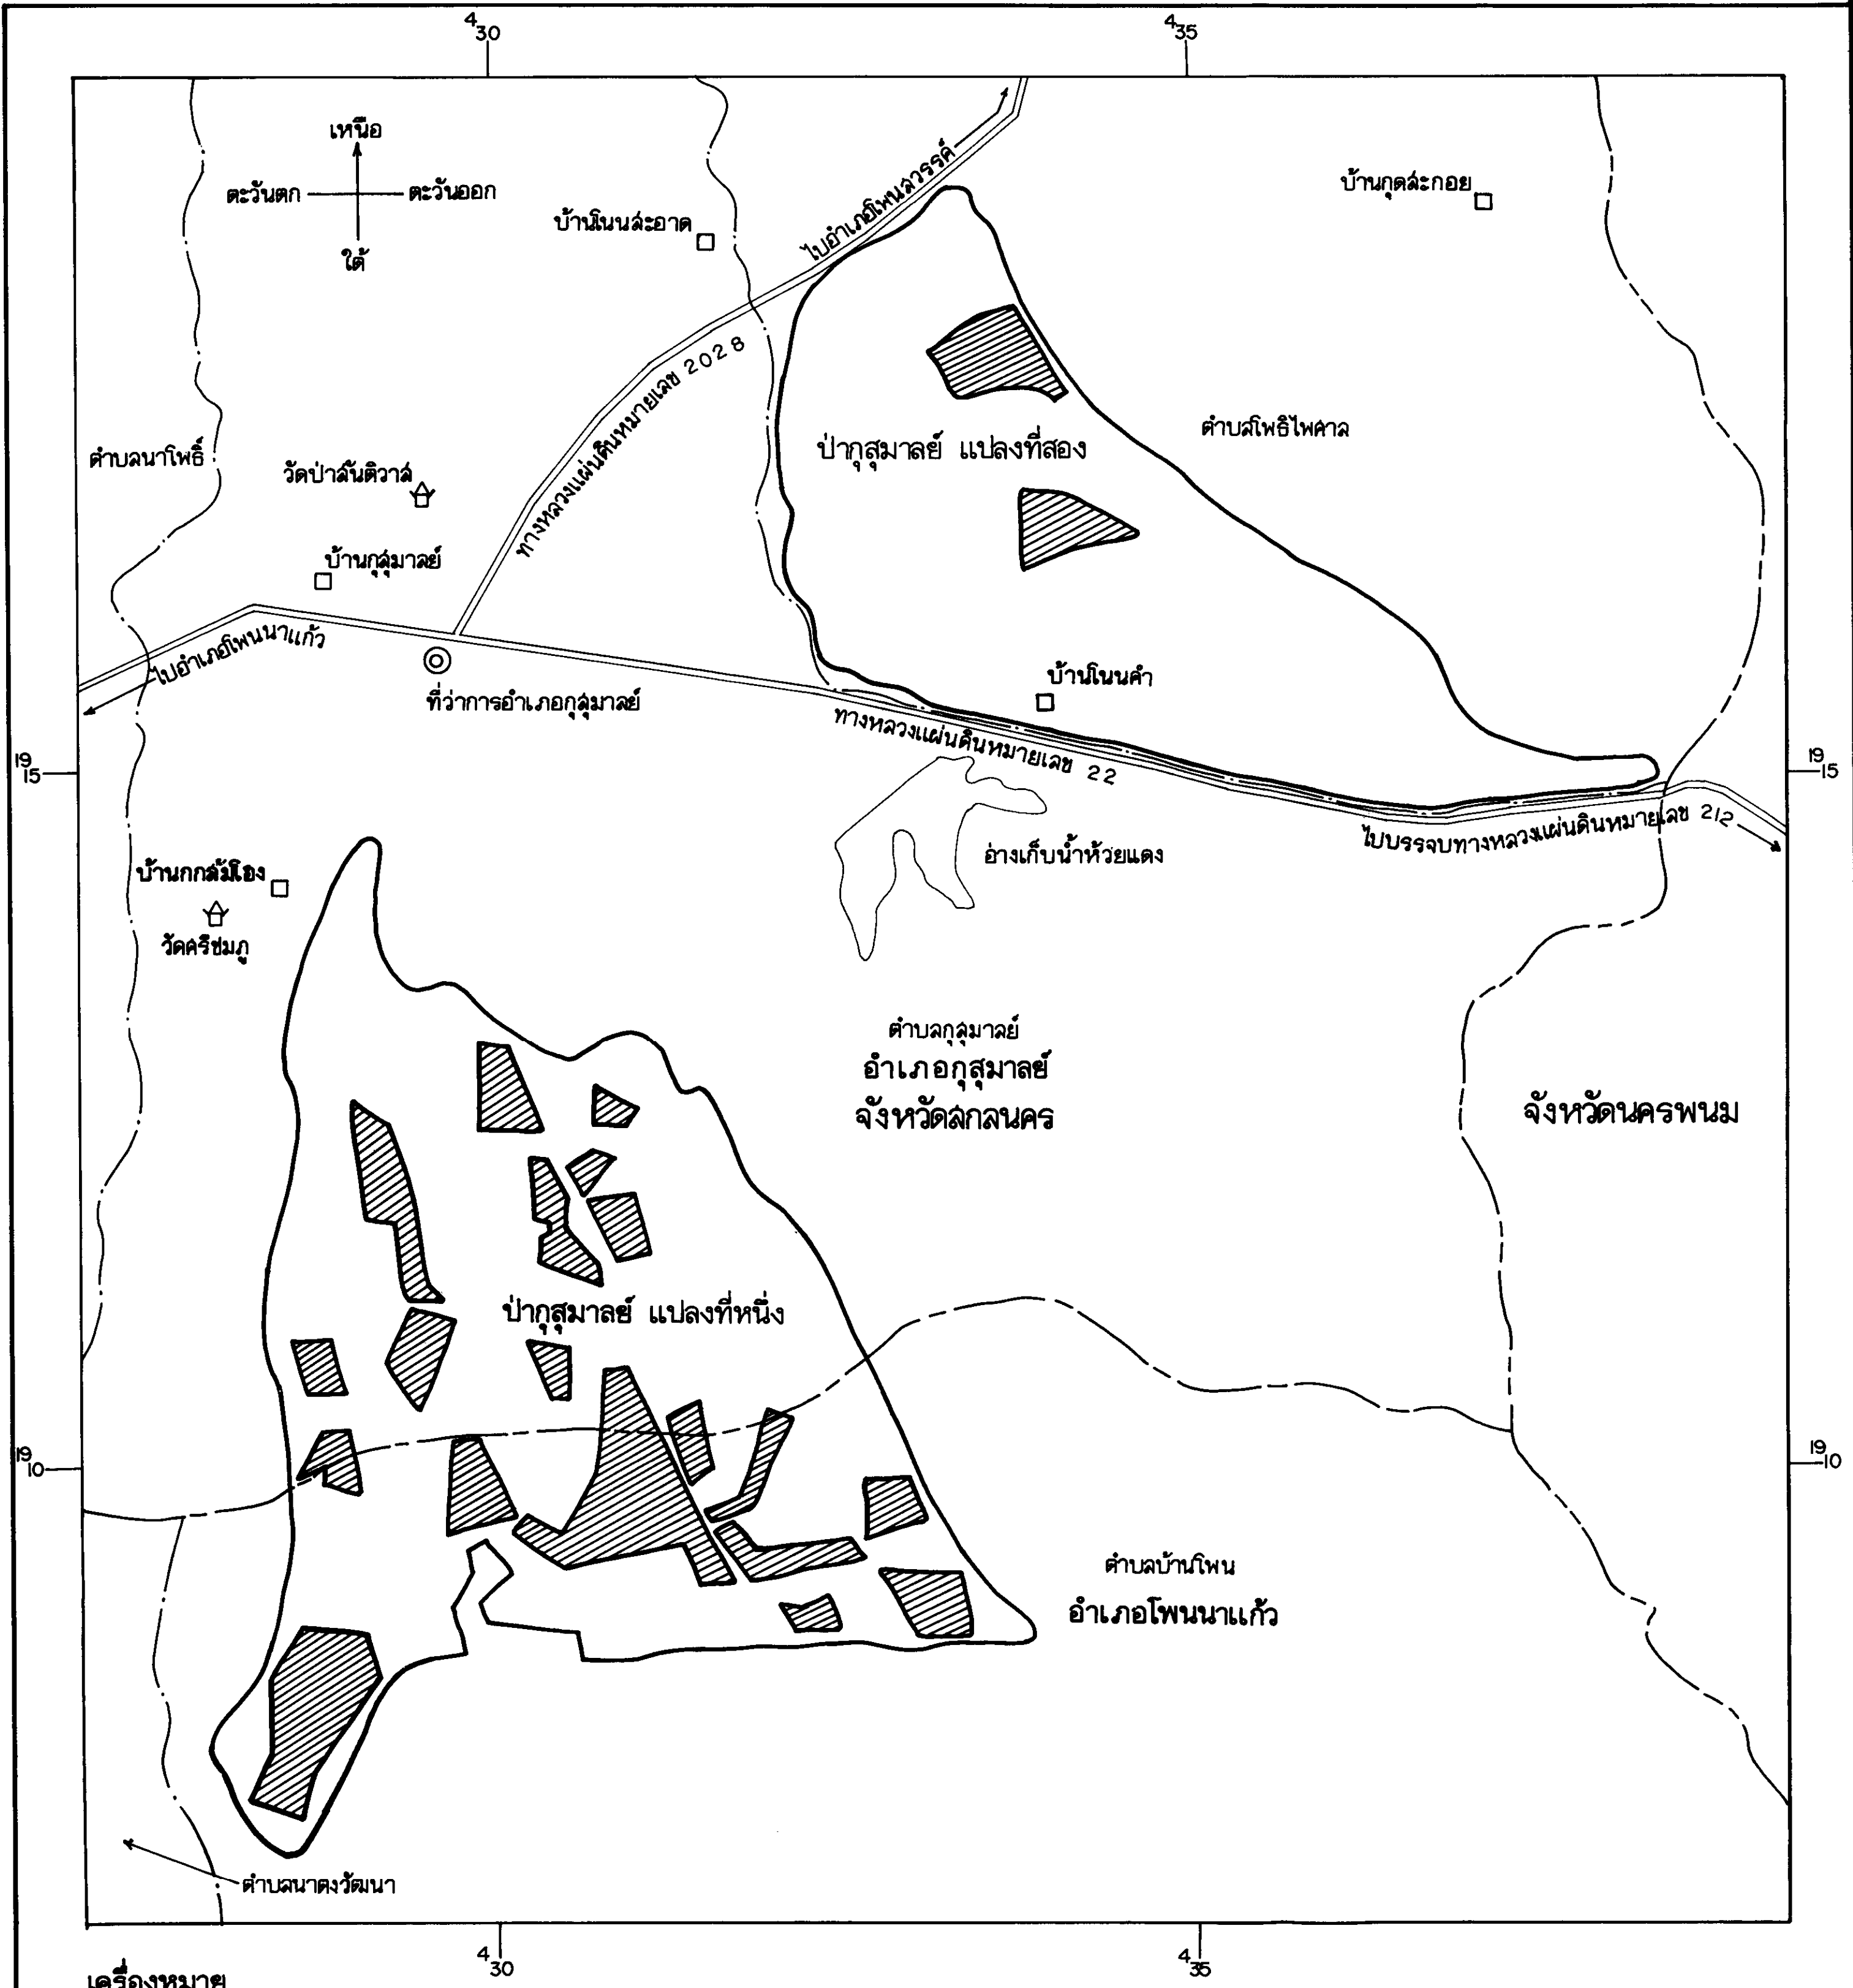 4 30
4 35
เหนือ
ตะวันตก
ตะวันออก
ใต้
บ้านโนนสะอาด
ไปอำเภอโพนสวรรค์
บ้านกุดสะกอย
ทางหลวงแผ่นดินหมายเลข 2028
ตำบลนาโพธิ์
วัดป่าสันติวาส
บ้านกุสุมาลย์
ป่ากุสุมาลย์ แปลงที่สอง
ตำบลโพธิไพศาล
ไปอำเภอโพนนาแก้ว
ที่ว่าการอำเภอกุสุมาลย์
บ้านโนนคำ
ทางหลวงแผ่นดินหมายเลข 22
19 15
19 15
ไปบรรจบทางหลวงแผ่นดินหมายเลข 212
อ่างเก็บน้ำห้วยแดง
บ้านกกส้มโฮง
วัดศรีชมภู
ตำบลกุสุมาลย์
อำเภอกุสุมาลย์
จังหวัดสกลนคร
จังหวัดนครพนม
ป่ากุสุมาลย์ แปลงที่หนึ่ง
19 10
19 10
ตำบลบ้านโพน
อำเภอโพนนาแก้ว
ตำบลนาตงวัฒนา
4 30
4 35
เครื่องหมาย